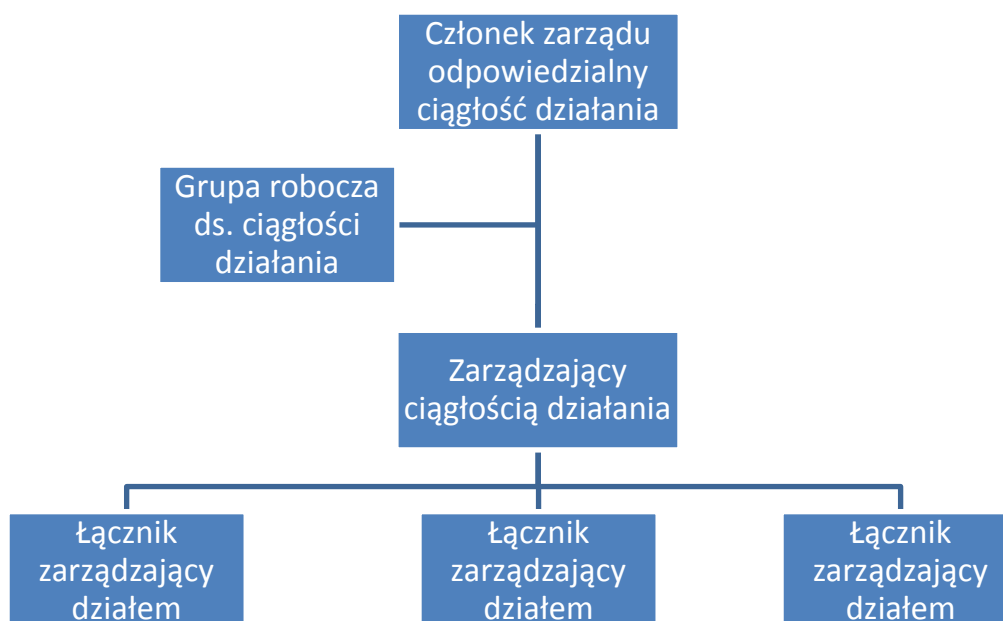 Członek zarządu
odpowiedzialny
ciągłość działania
Grupa robocza
ds. ciągłości
działania
Zarządzający
ciągłością działania
Łącznik
zarządzający
działem
Łącznik
zarządzający
działem
Łącznik
zarządzający
działem